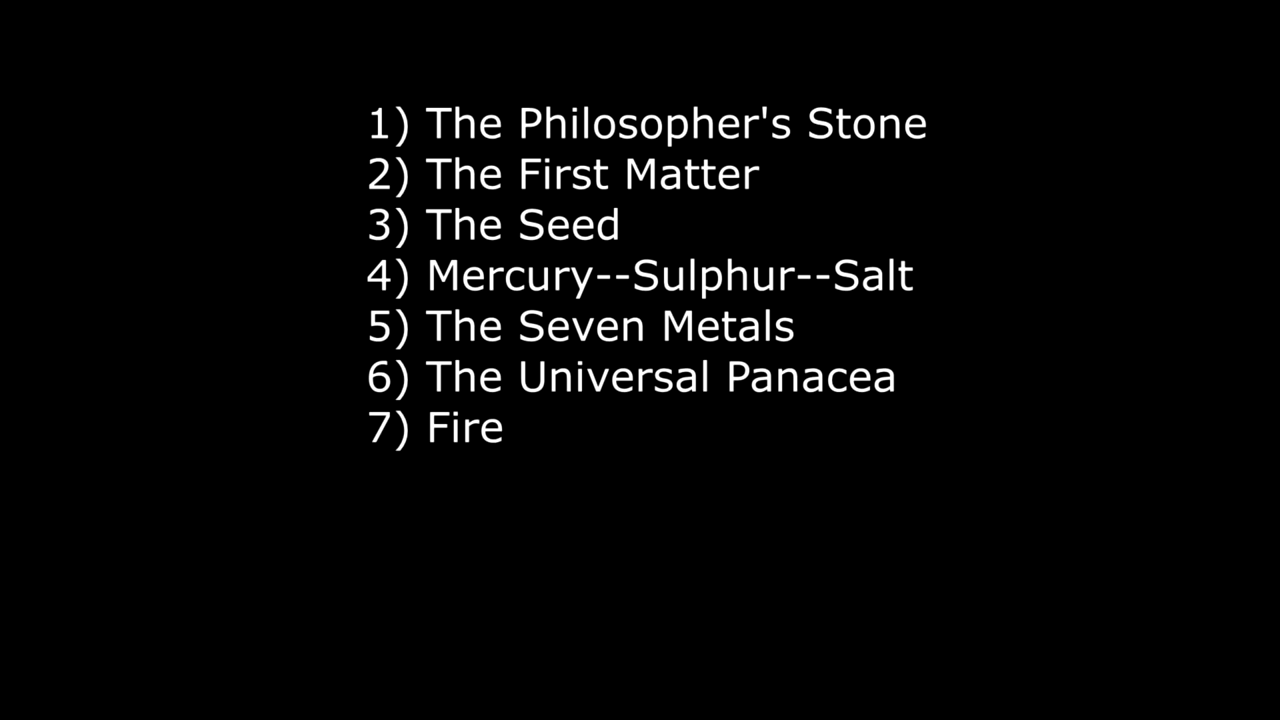 1) The Philosopher's Stone
2) The First Matter
3) The Seed
4) Mercury--Sulphur--Salt
5) The Seven Metals
6) The Universal Panacea
7) Fire